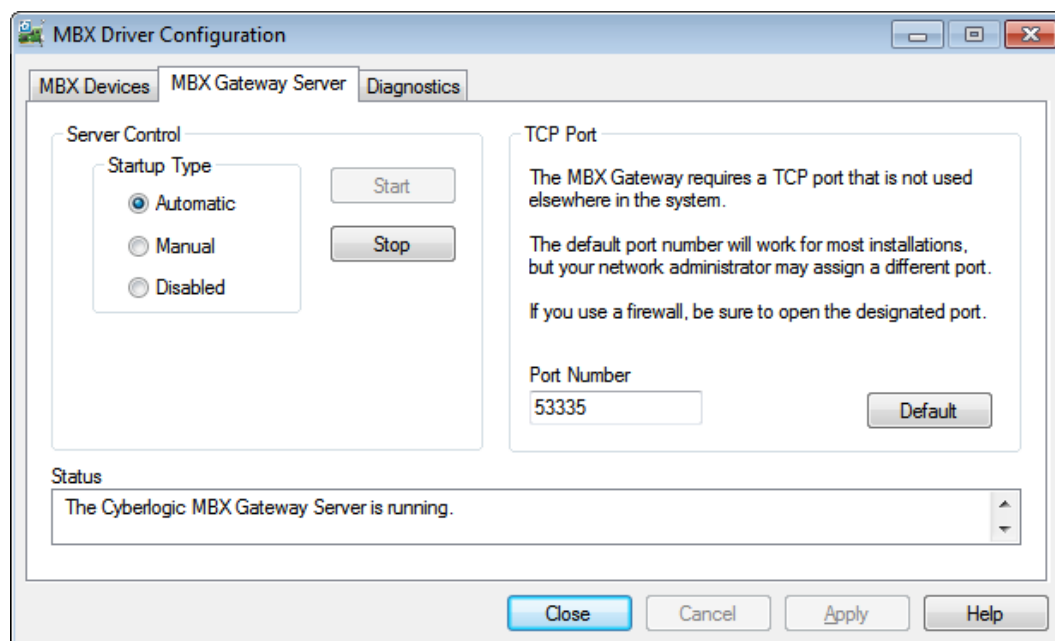 MBX Driver Configuration
MBX Devices
MBX Gateway Server
Diagnostics
Server Control
Startup Type
Automatic
Manual
Disabled
Start
Stop
TCP Port
The MBX Gateway requires a TCP port that is not used
elsewhere in the system.
The default port number will work for most installations,
but your network administrator may assign a different port.
If you use a firewall, be sure to open the designated port.
Port Number
53335
Default
Status
The Cyberlogic MBX Gateway Server is running.
Close
Cancel
Apply
Help